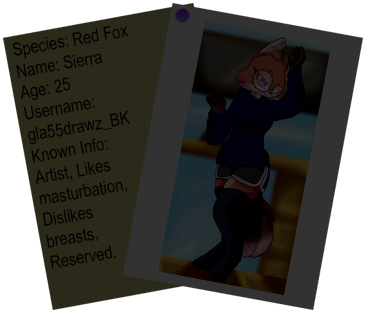 Species: Red Fox
Name: Sierra
Age: 25
Username:
gla55drawz_BK
Known Info:
Artist, Likes
masturbation,
Dislikes
breasts,
Reserved.